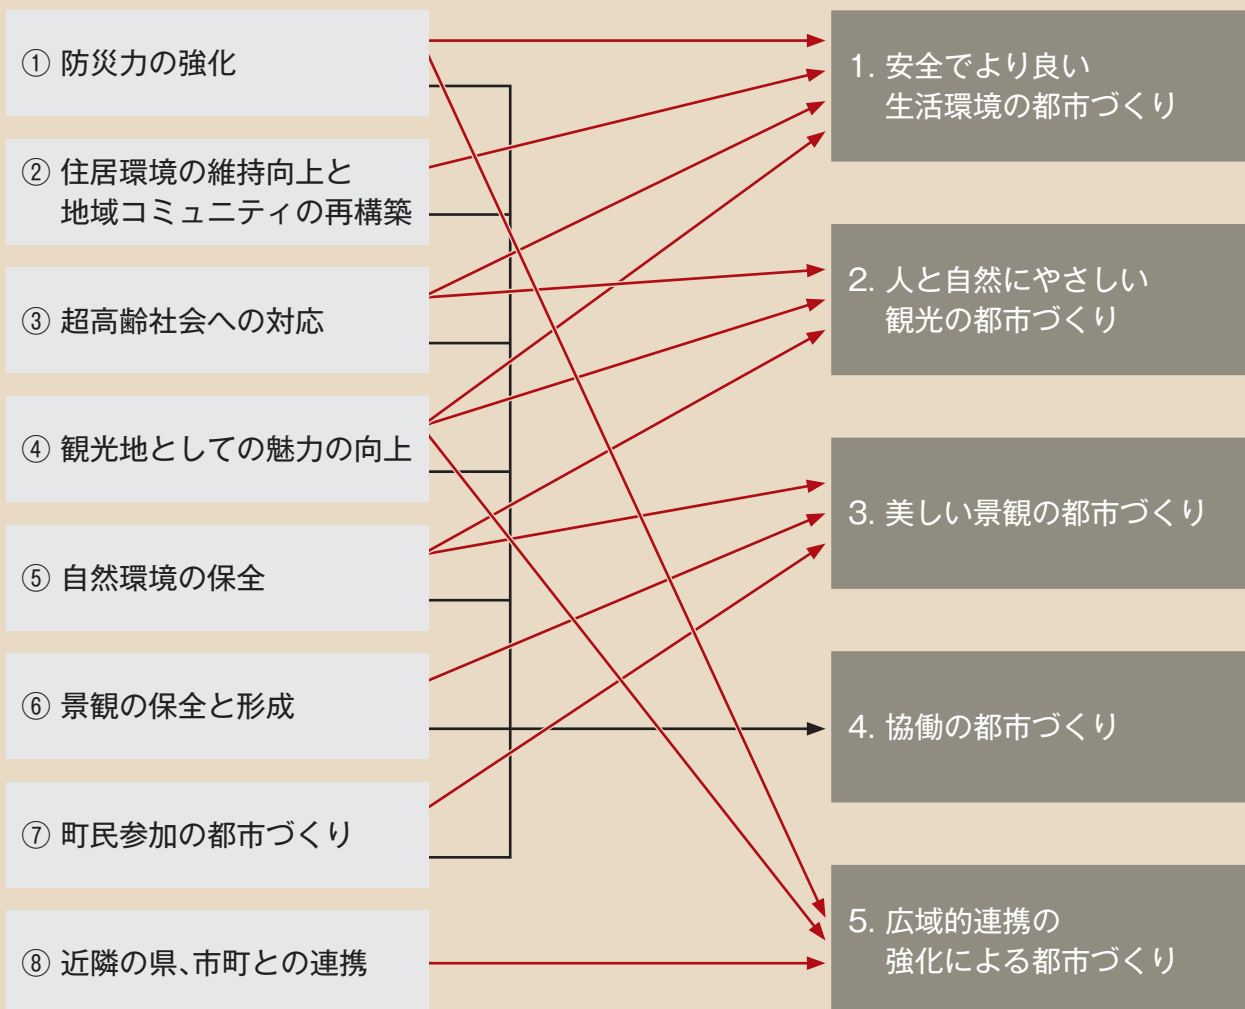 ① 防災力の強化
② 住居環境の維持向上と
地域コミュニティの再構築
③ 超高齢社会への対応
④ 観光地としての魅力の向上
⑤ 自然環境の保全
⑥ 景観の保全と形成
⑦ 町民参加の都市づくり
⑧ 近隣の県、市町との連携
1. 安全でより良い
生活環境の都市づくり
2. 人と自然にやさしい
観光の都市づくり
3. 美しい景観の都市づくり
4. 協働の都市づくり
5. 広域的連携の
強化による都市づくり